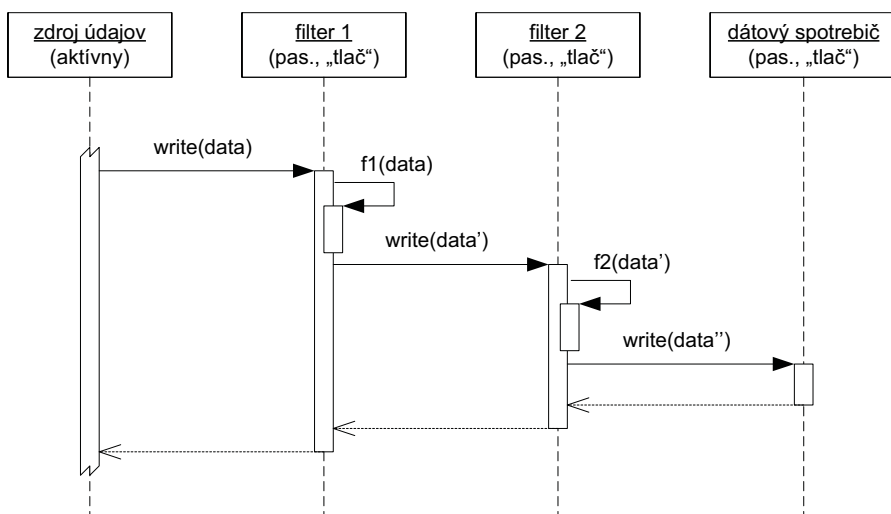 zdroj údajov
(aktívny)
filter 1
(pas., „tlač“)
filter 2
(pas., „tlač“)
dátový spotrebič
(pas., „tlač“)
write(data)
f1(data)
write(data’)
f2(data’)
write(data’’)